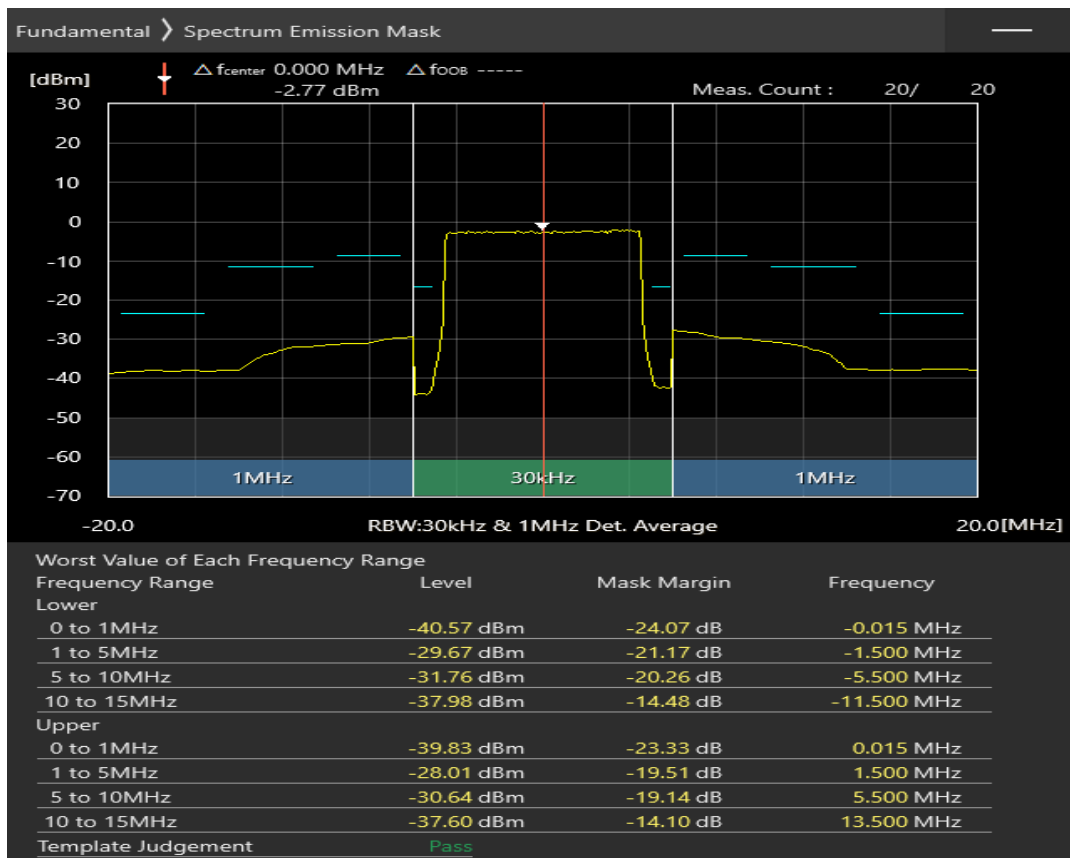 Fundamental ❯ Spectrum Emission Mask
[dBm] △ fcenter 0.000 MHz △ fOOB -----
-2.77 dBm Meas. Count : 20/ 20
30
20
10
0
-10
-20
-30
-40
-50
-60
1MHz 30kHz 1MHz
-70
-20.0 RBW:30kHz & 1MHz Det. Average 20.0[MHz]
Worst Value of Each Frequency Range
Frequency Range Level Mask Margin Frequency
Lower
0 to 1MHz -40.57 dBm -24.07 dB -0.015 MHz
1 to 5MHz -29.67 dBm -21.17 dB -1.500 MHz
5 to 10MHz -31.76 dBm -20.26 dB -5.500 MHz
10 to 15MHz -37.98 dBm -14.48 dB -11.500 MHz
Upper
0 to 1MHz -39.83 dBm -23.33 dB 0.015 MHz
1 to 5MHz -28.01 dBm -19.51 dB 1.500 MHz
5 to 10MHz -30.64 dBm -19.14 dB 5.500 MHz
10 to 15MHz -37.60 dBm -14.10 dB 13.500 MHz
Template Judgement Pass